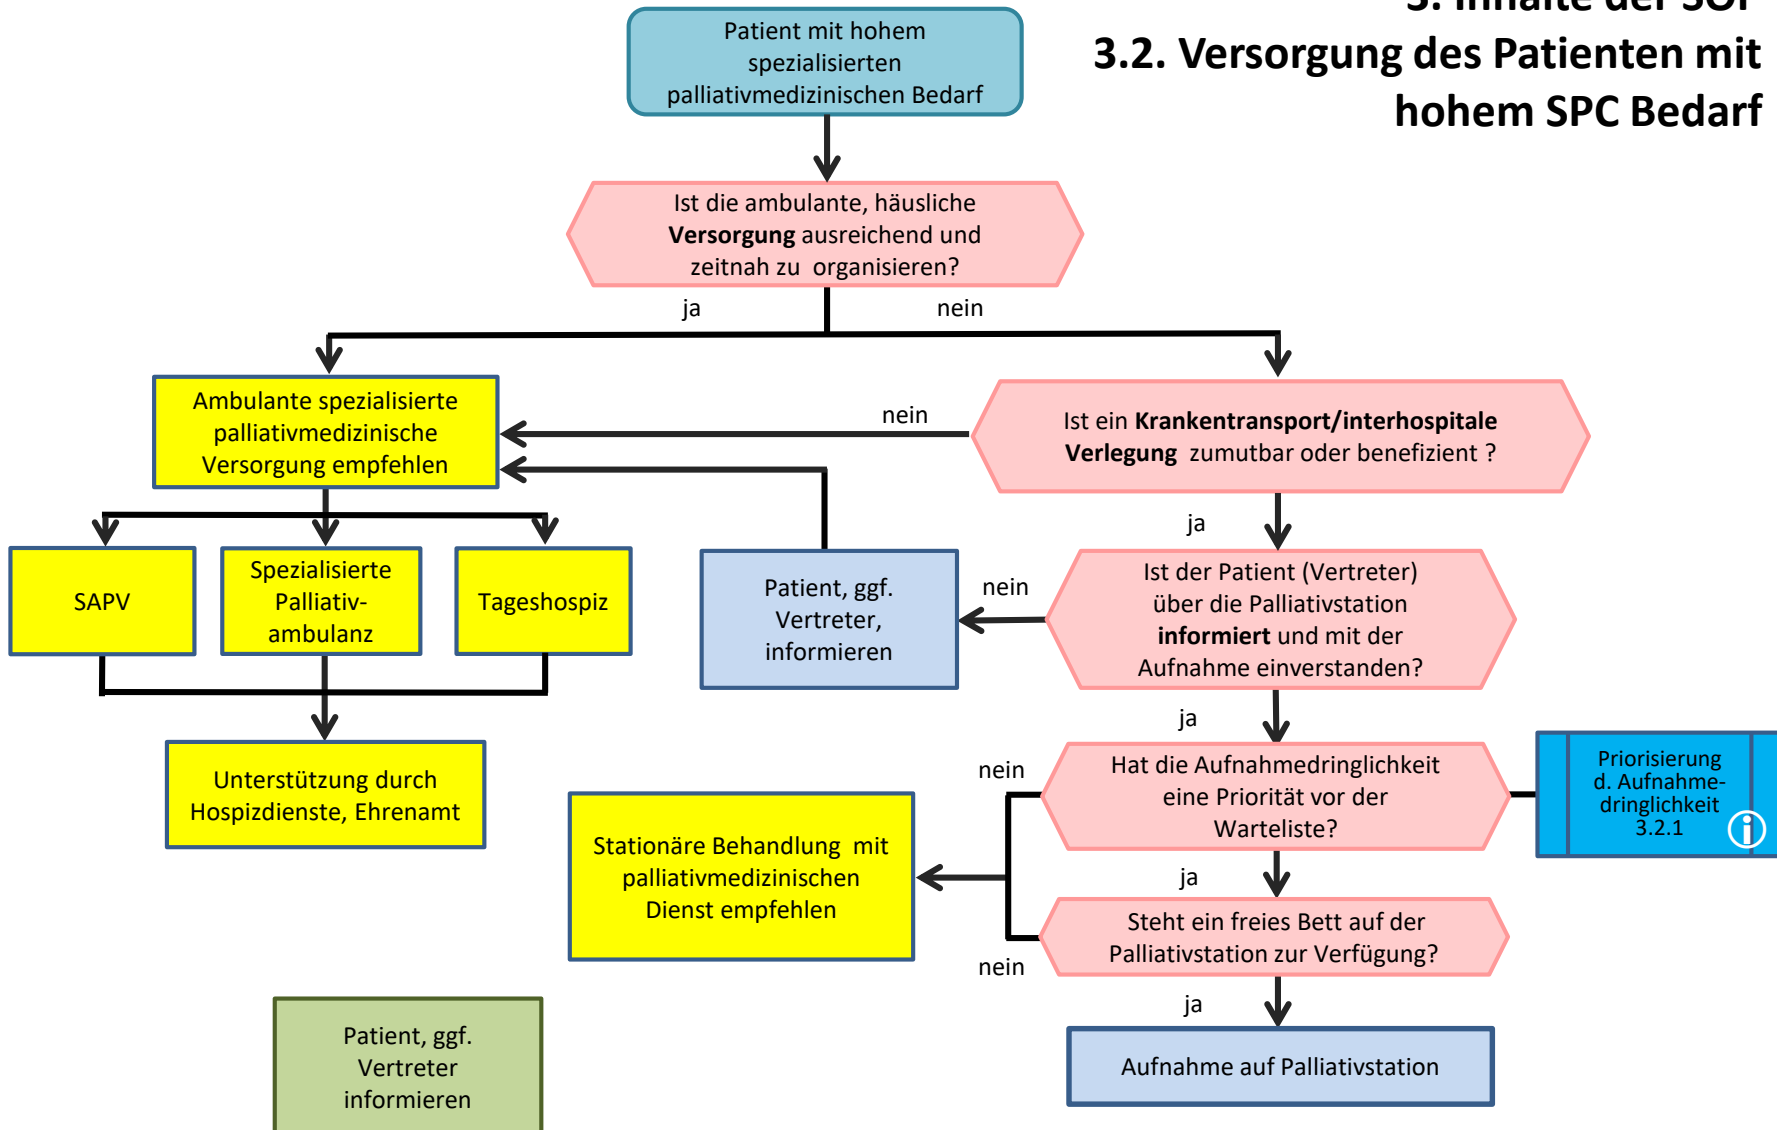 3. Inhalte der SOP
3.2. Versorgung des Patienten mit
hohem SPC Bedarf
Patient mit hohem
spezialisierten
palliativmedizinischen Bedarf
Ist die ambulante, häusliche
Versorgung ausreichend und
zeitnah zu organisieren?
ja
nein
Ambulante spezialisierte
palliativmedizinische
Versorgung empfehlen
nein
Ist ein Krankentransport/interhospitale
Verlegung zumutbar oder benefizient ?
ja
SAPV
Spezialisierte
Palliativ-
ambulanz
Tageshospiz
Patient, ggf.
Vertreter,
informieren
nein
Ist der Patient (Vertreter)
über die Palliativstation
informiert und mit der
Aufnahme einverstanden?
ja
Unterstützung durch
Hospizdienste, Ehrenamt
nein
Hat die Aufnahmedringlichkeit
eine Priorität vor der
Warteliste?
Priorisierung
d. Aufnahme-
dringlichkeit
3.2.1
i
Stationäre Behandlung mit
palliativmedizinischen
Dienst empfehlen
ja
Steht ein freies Bett auf der
Palliativstation zur Verfügung?
nein
ja
Aufnahme auf Palliativstation
Patient, ggf.
Vertreter
informieren